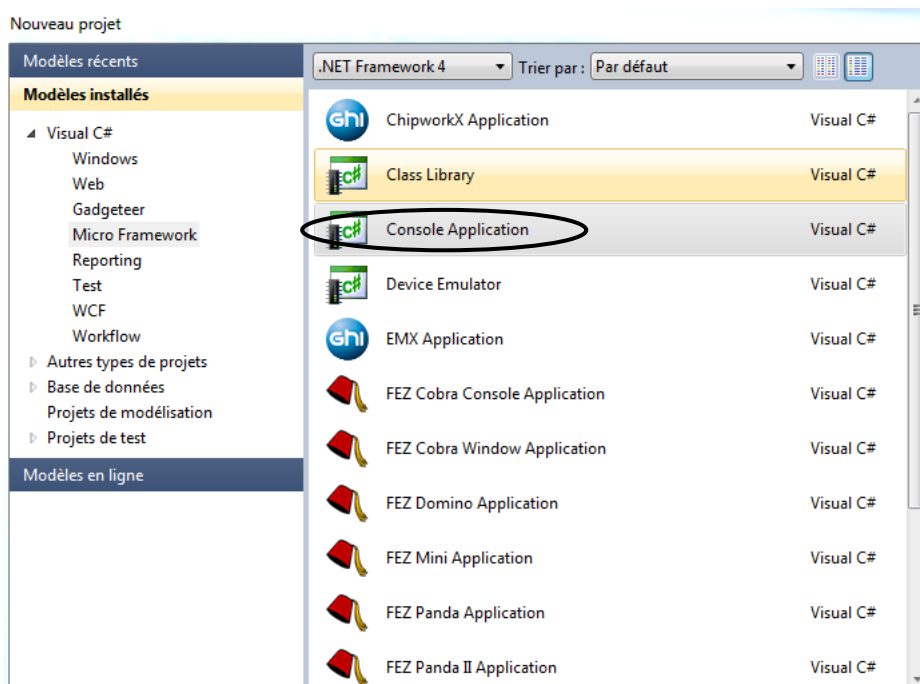 Nouveau projet
Modèles récents
.NET Framework 4 Trier par : Par défaut
Modèles installés
Visual C#
Windows
Web
Gadgeteer
Micro Framework
Reporting
Test
WCF
Workflow
Autres types de projets
Base de données
Projets de modélisation
Projets de test
Modèles en ligne
GHI ChipworkX Application Visual C#
C# Class Library Visual C#
C# Console Application Visual C#
C# Device Emulator Visual C#
GHI EMX Application Visual C#
FEZ Cobra Console Application Visual C#
FEZ Cobra Window Application Visual C#
FEZ Domino Application Visual C#
FEZ Mini Application Visual C#
FEZ Panda Application Visual C#
FEZ Panda II Application Visual C#